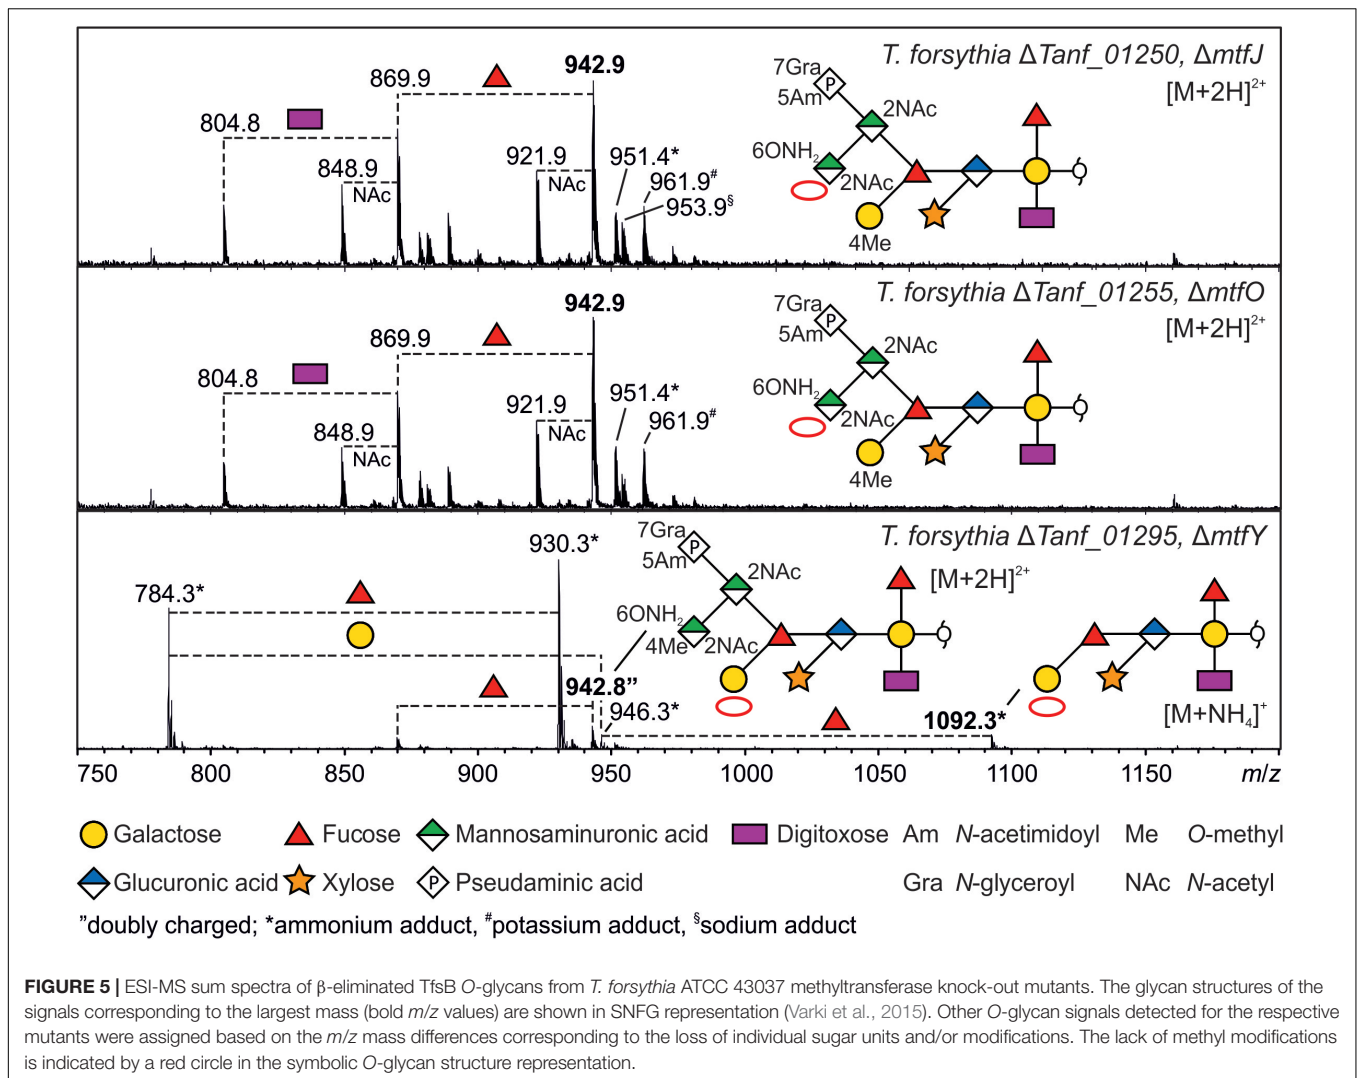 T. forsythia ΔTanf_01250, ΔmtfJ
[M+2H]²⁺
942.9
869.9
804.8
848.9
NAc
921.9
NAc
951.4*
961.9#
953.9§
7Gra
5Am
2NAc
6ONH₂
2NAc
4Me
P
T. forsythia ΔTanf_01255, ΔmtfO
[M+2H]²⁺
942.9
869.9
804.8
848.9
NAc
921.9
NAc
951.4*
961.9#
7Gra
5Am
2NAc
6ONH₂
2NAc
4Me
P
T. forsythia ΔTanf_01295, ΔmtfY
[M+2H]²⁺
930.3*
784.3*
942.8”
946.3*
1092.3*
7Gra
5Am
2NAc
6ONH₂
4Me
2NAc
P
[M+NH₄]⁺
750 800 850 900 950 1000 1050 1100 1150 m/z
Galactose Fucose Mannosaminuronic acid Digitoxose Am N-acetimidoyl Me O-methyl
Glucuronic acid Xylose P Pseudaminic acid Gra N-glyceroyl NAc N-acetyl
”doubly charged; *ammonium adduct, #potassium adduct, §sodium adduct
FIGURE 5 | ESI-MS sum spectra of β-eliminated TfsB O-glycans from T. forsythia ATCC 43037 methyltransferase knock-out mutants. The glycan structures of the
signals corresponding to the largest mass (bold m/z values) are shown in SNFG representation (Varki et al., 2015). Other O-glycan signals detected for the respective
mutants were assigned based on the m/z mass differences corresponding to the loss of individual sugar units and/or modifications. The lack of methyl modifications
is indicated by a red circle in the symbolic O-glycan structure representation.